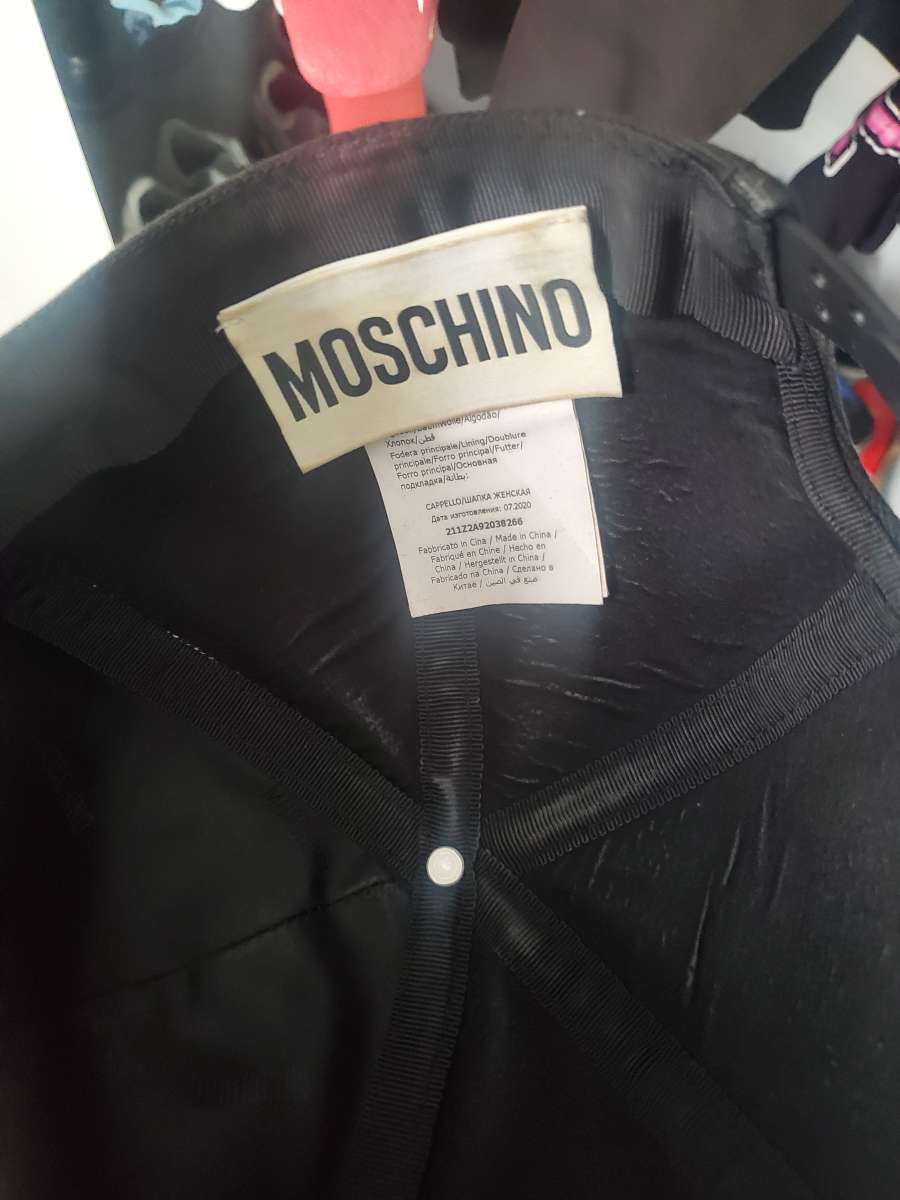 MOSCHINO
Хлопок/قطن
Fodera principale/Lining/Doublure
principale/Forro principal/Futter/
Forro principal/Основная
подкладка/بطانة:
CAPPELLO/ШАПКА ЖЕНСКАЯ
Дата изготовления: 07.2020
211Z2A92038266
Fabbricato in Cina / Made in China /
Fabriqué en Chine / Hecho en
China / Hergestellt in China /
Fabricado na China / Сделано в
Китае / صنع في الصين